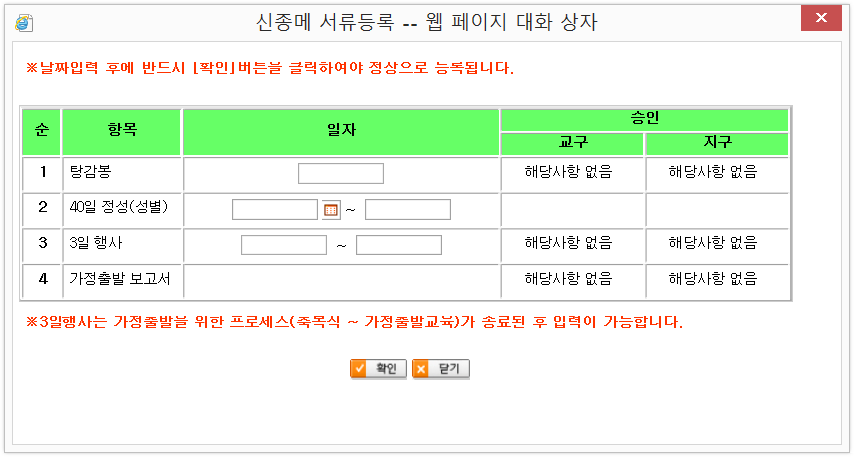 신종메 서류등록 -- 웹 페이지 대화 상자
※날짜입력 후에 반드시 [확인]버튼을 클릭하여야 정상으로 등록됩니다.
순 항목 일자 승인
교구 지구
1 탕감봉 해당사항 없음 해당사항 없음
2 40일 정성(성별) ~
3 3일 행사 ~ 해당사항 없음 해당사항 없음
4 가정출발 보고서 해당사항 없음 해당사항 없음
※3일행사는 가정출발을 위한 프로세스(축복식 ~ 가정출발교육)가 종료된 후 입력이 가능합니다.
확인 닫기